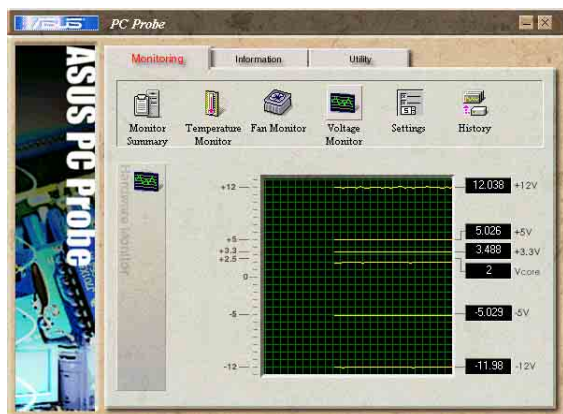 ASUS
PC Probe
ASUS PC Probe
Monitoring
Information
Utility
Monitor
Summary
Temperature
Monitor
Fan Monitor
Voltage
Monitor
Settings
History
Hardware Monitor
+12
+5
+3.3
+2.5
0
-5
-12
12.038 +12V
5.026 +5V
3.488 +3.3V
2 Vcore
-5.029 -5V
-11.98 -12V